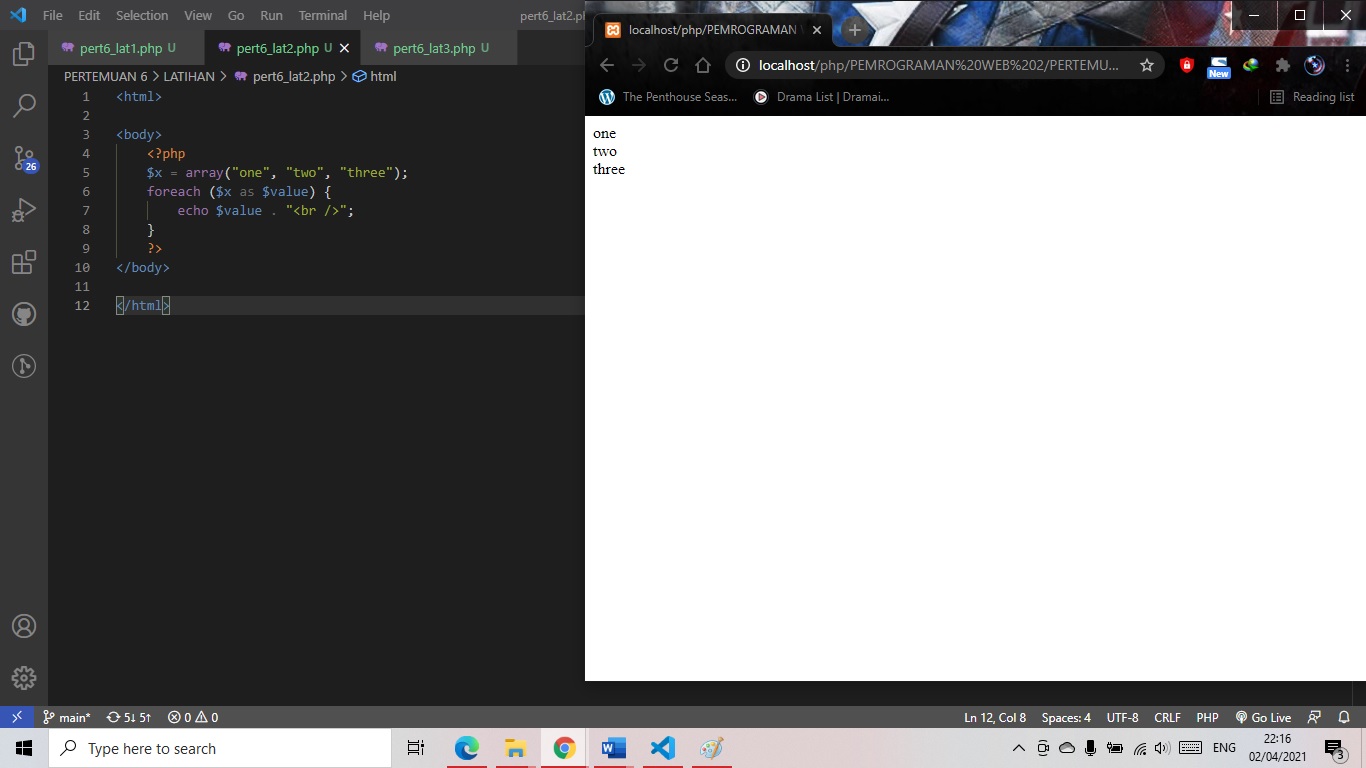 File Edit Selection View Go Run Terminal Help pert6_lat2.ph
pert6_lat1.php U pert6_lat2.php U pert6_lat3.php U
PERTEMUAN 6 > LATIHAN > pert6_lat2.php > html
1 <html>
2
3 <body>
4 <?php
5 $x = array("one", "two", "three");
6 foreach ($x as $value) {
7 echo $value . "<br />";
8 }
9 ?>
10 </body>
11
12 </html>
26
localhost/php/PEMROGRAMAN
localhost/php/PEMROGRAMAN%20WEB%202/PERTEMU...
New
The Penthouse Seas... Drama List | Dramai... Reading list
one
two
three
main* 5↓ 5↑ 0 0 Ln 12, Col 8 Spaces: 4 UTF-8 CRLF PHP Go Live
Type here to search
ENG
22:16
02/04/2021
3